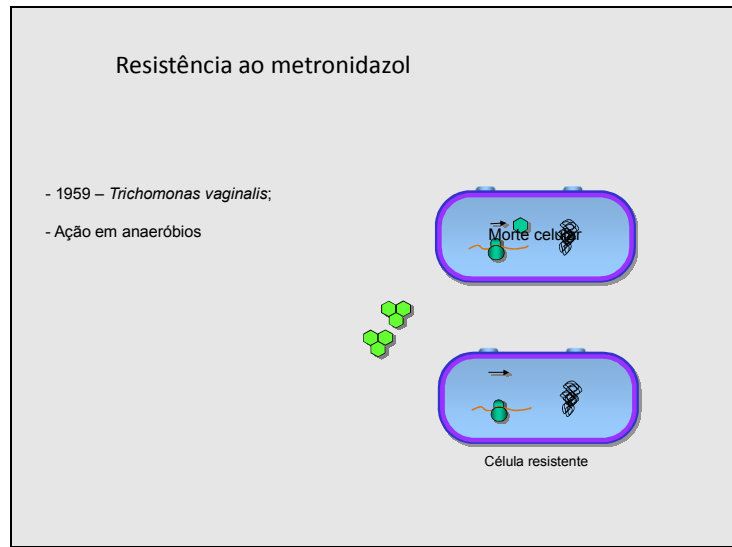 Resistência ao metronidazol
- 1959 – Trichomonas vaginalis;
- Ação em anaeróbios
Morte celular
Célula resistente